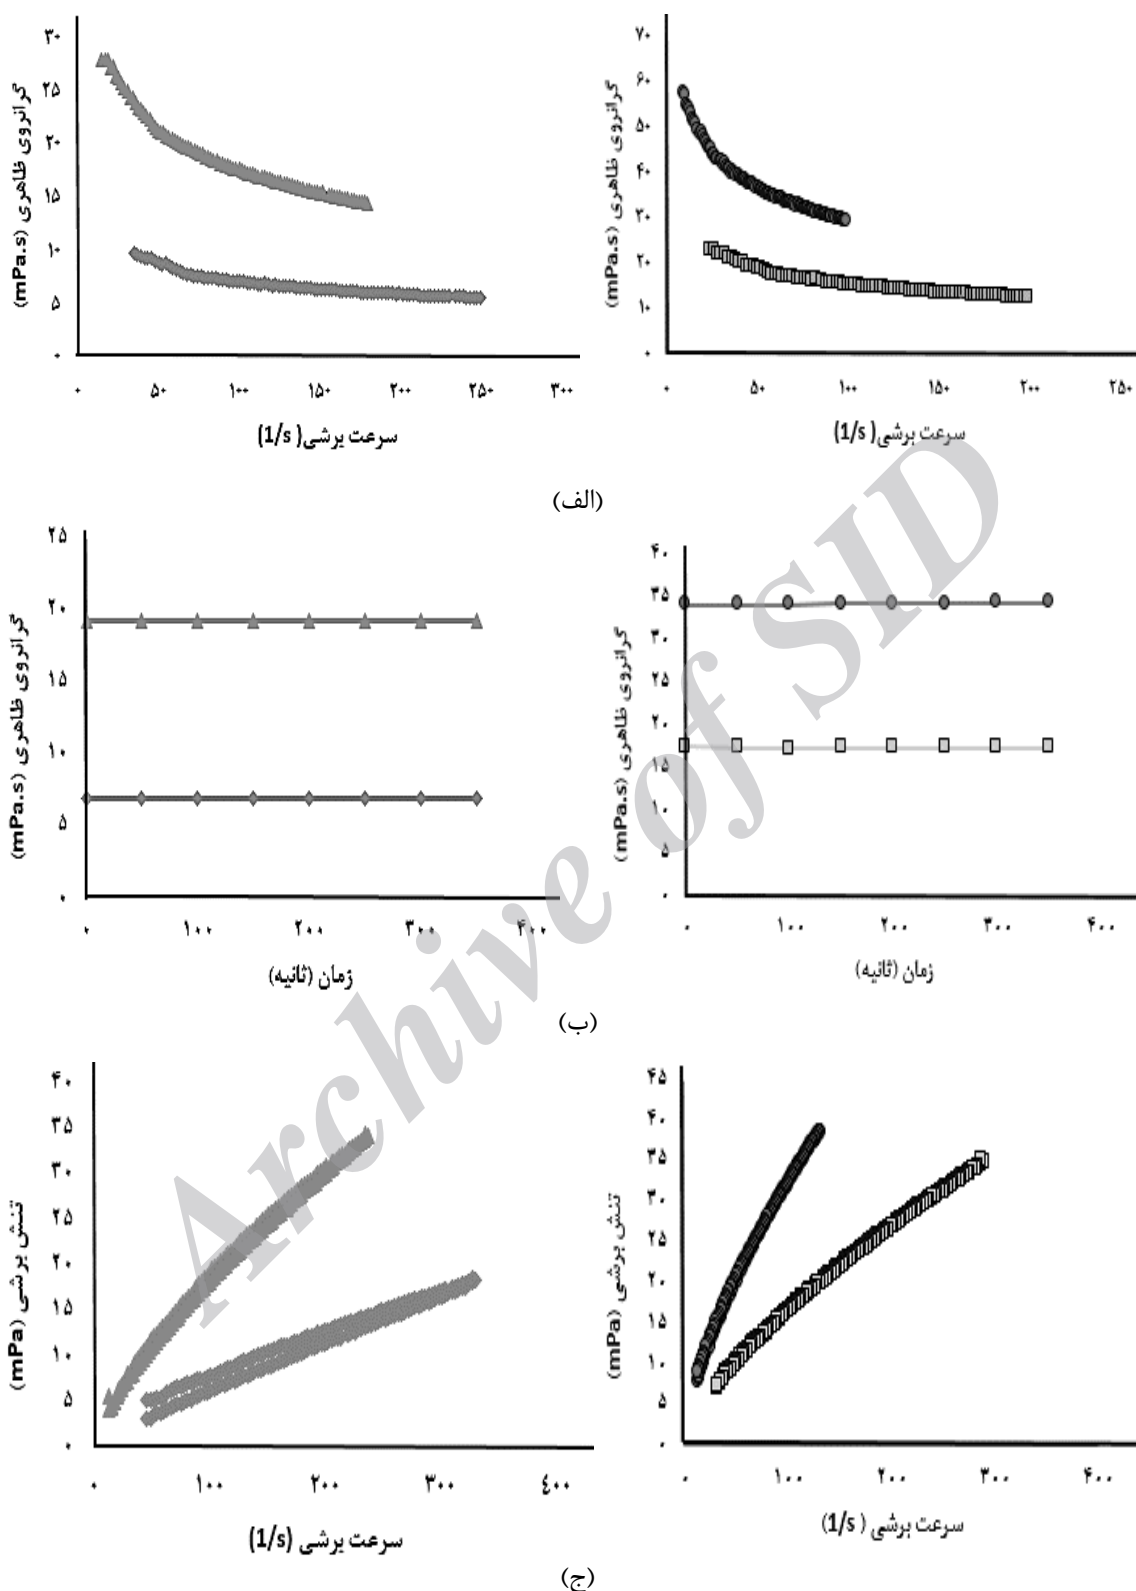 گرانروی ظاهری (mPa.s)
۳۰
۲۵
۲۰
۱۵
۱۰
۵
۰
۰ ۵۰ ۱۰۰ ۱۵۰ ۲۰۰ ۲۵۰ ۳۰۰
سرعت یرشی( 1/s)
گرانروی ظاهری (mPa.s)
۷۰
۶۰
۵۰
۴۰
۳۰
۲۰
۱۰
۰
۰ ۵۰ ۱۰۰ ۱۵۰ ۲۰۰ ۲۵۰
سرعت برشی( 1/s)
(الف)
گرانروی ظاهری (mPa.s)
۲۵
۲۰
۱۵
۱۰
۵
۰
۰ ۱۰۰ ۲۰۰ ۳۰۰ ۴۰۰
زمان (ثانیه)
گرانروی ظاهری (mPa.s)
۴۰
۳۵
۳۰
۲۵
۲۰
۱۵
۱۰
۵
۰
۰ ۱۰۰ ۲۰۰ ۳۰۰ ۴۰۰
زمان (ثانیه)
(ب)
تنش یرشی (mPa)
۴۰
۳۵
۳۰
۲۵
۲۰
۱۵
۱۰
۵
۰
۰ ۱۰۰ ۲۰۰ ۳۰۰ ٤۰۰
سرعت یرشی (1/s)
تنش برشی (mPa)
۴۵
۴۰
۳۵
۳۰
۲۵
۲۰
۱۵
۱۰
۵
۰
۰ ۱۰۰ ۲۰۰ ۳۰۰ ۴۰۰
سرعت برشی ( 1/s)
(ج)
Archive of SID